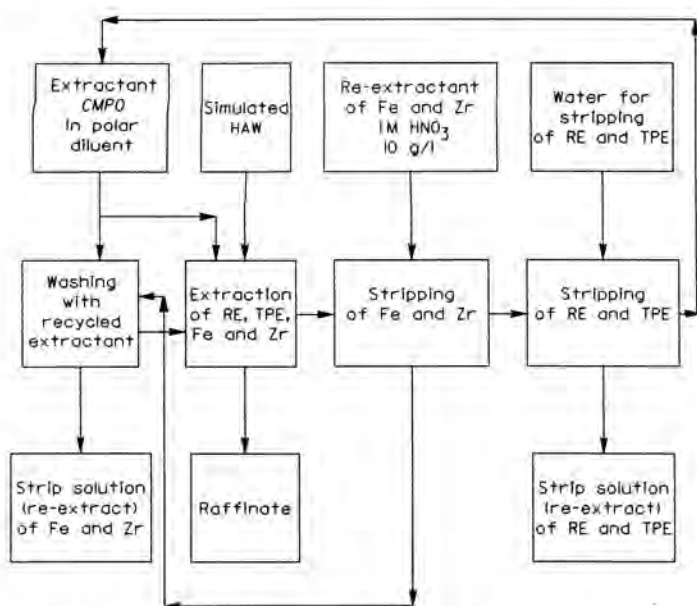 Extractant
CMPO
in polar
diluent
Simulated
HAW
Re-extractant
of Fe and Zr
1M HNO3
10 g/l
Water for
stripping
of RE and TPE
Washing
with
recycled
extractant
Extraction
of RE, TPE,
Fe and Zr
Stripping
of Fe and Zr
Stripping
of RE and TPE
Strip solution
(re-extract)
of Fe and Zr
Raffinate
Strip solution
(re-extract)
of RE and TPE